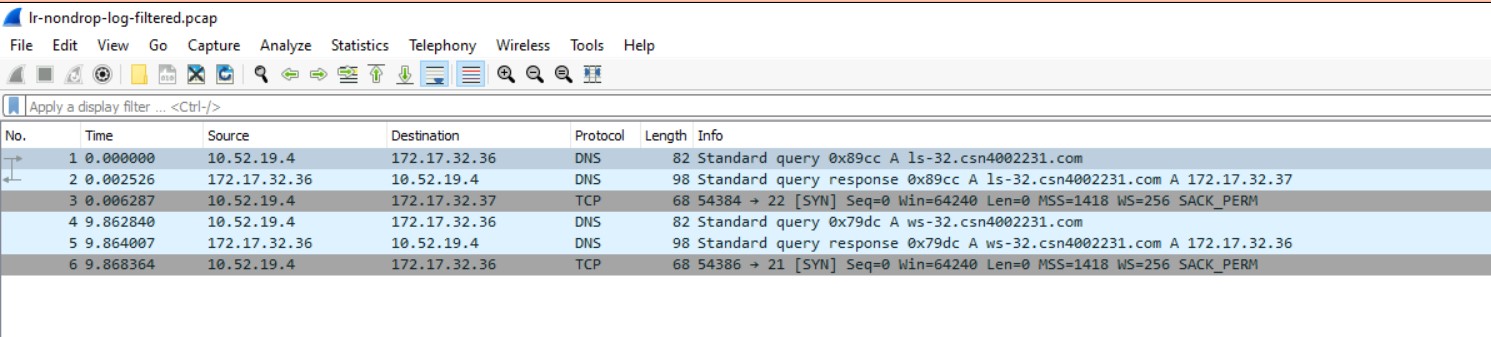 lr-nondrop-log-filtered.pcap
File Edit View Go Capture Analyze Statistics Telephony Wireless Tools Help
Apply a display filter ... <Ctrl-/>
No. Time Source Destination Protocol Length Info
1 0.000000 10.52.19.4 172.17.32.36 DNS 82 Standard query 0x89cc A ls-32.csn4002231.com
2 0.002526 172.17.32.36 10.52.19.4 DNS 98 Standard query response 0x89cc A ls-32.csn4002231.com A 172.17.32.37
3 0.006287 10.52.19.4 172.17.32.37 TCP 68 54384 → 22 [SYN] Seq=0 Win=64240 Len=0 MSS=1418 WS=256 SACK_PERM
4 9.862840 10.52.19.4 172.17.32.36 DNS 82 Standard query 0x79dc A ws-32.csn4002231.com
5 9.864007 172.17.32.36 10.52.19.4 DNS 98 Standard query response 0x79dc A ws-32.csn4002231.com A 172.17.32.36
6 9.868364 10.52.19.4 172.17.32.36 TCP 68 54386 → 21 [SYN] Seq=0 Win=64240 Len=0 MSS=1418 WS=256 SACK_PERM